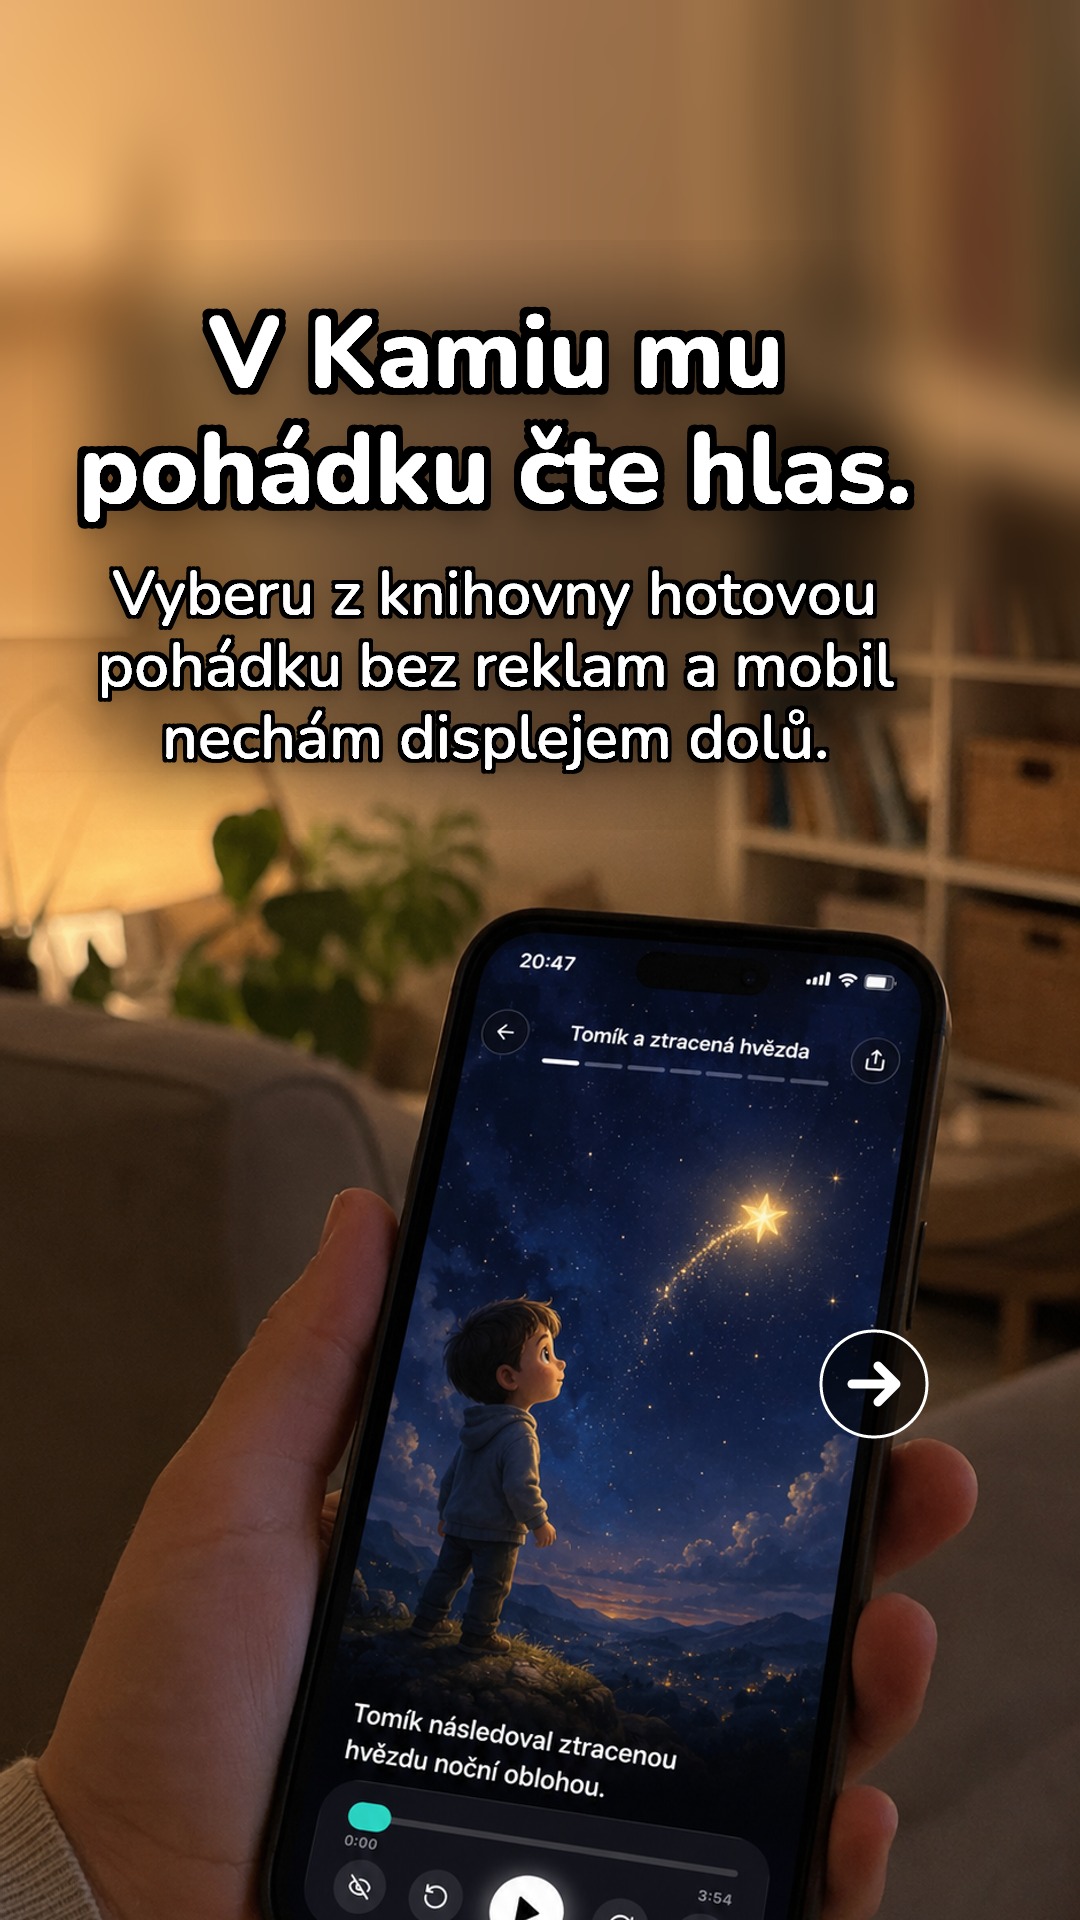 V Kamiu mu
pohádku čte hlas.
Vyberu z knihovny hotovou
pohádku bez reklam a mobil
nechám displejem dolů.
20:47
Tomík a ztracená hvězda
Tomík následoval ztracenou
hvězdu noční oblohou.
0:00
3:54